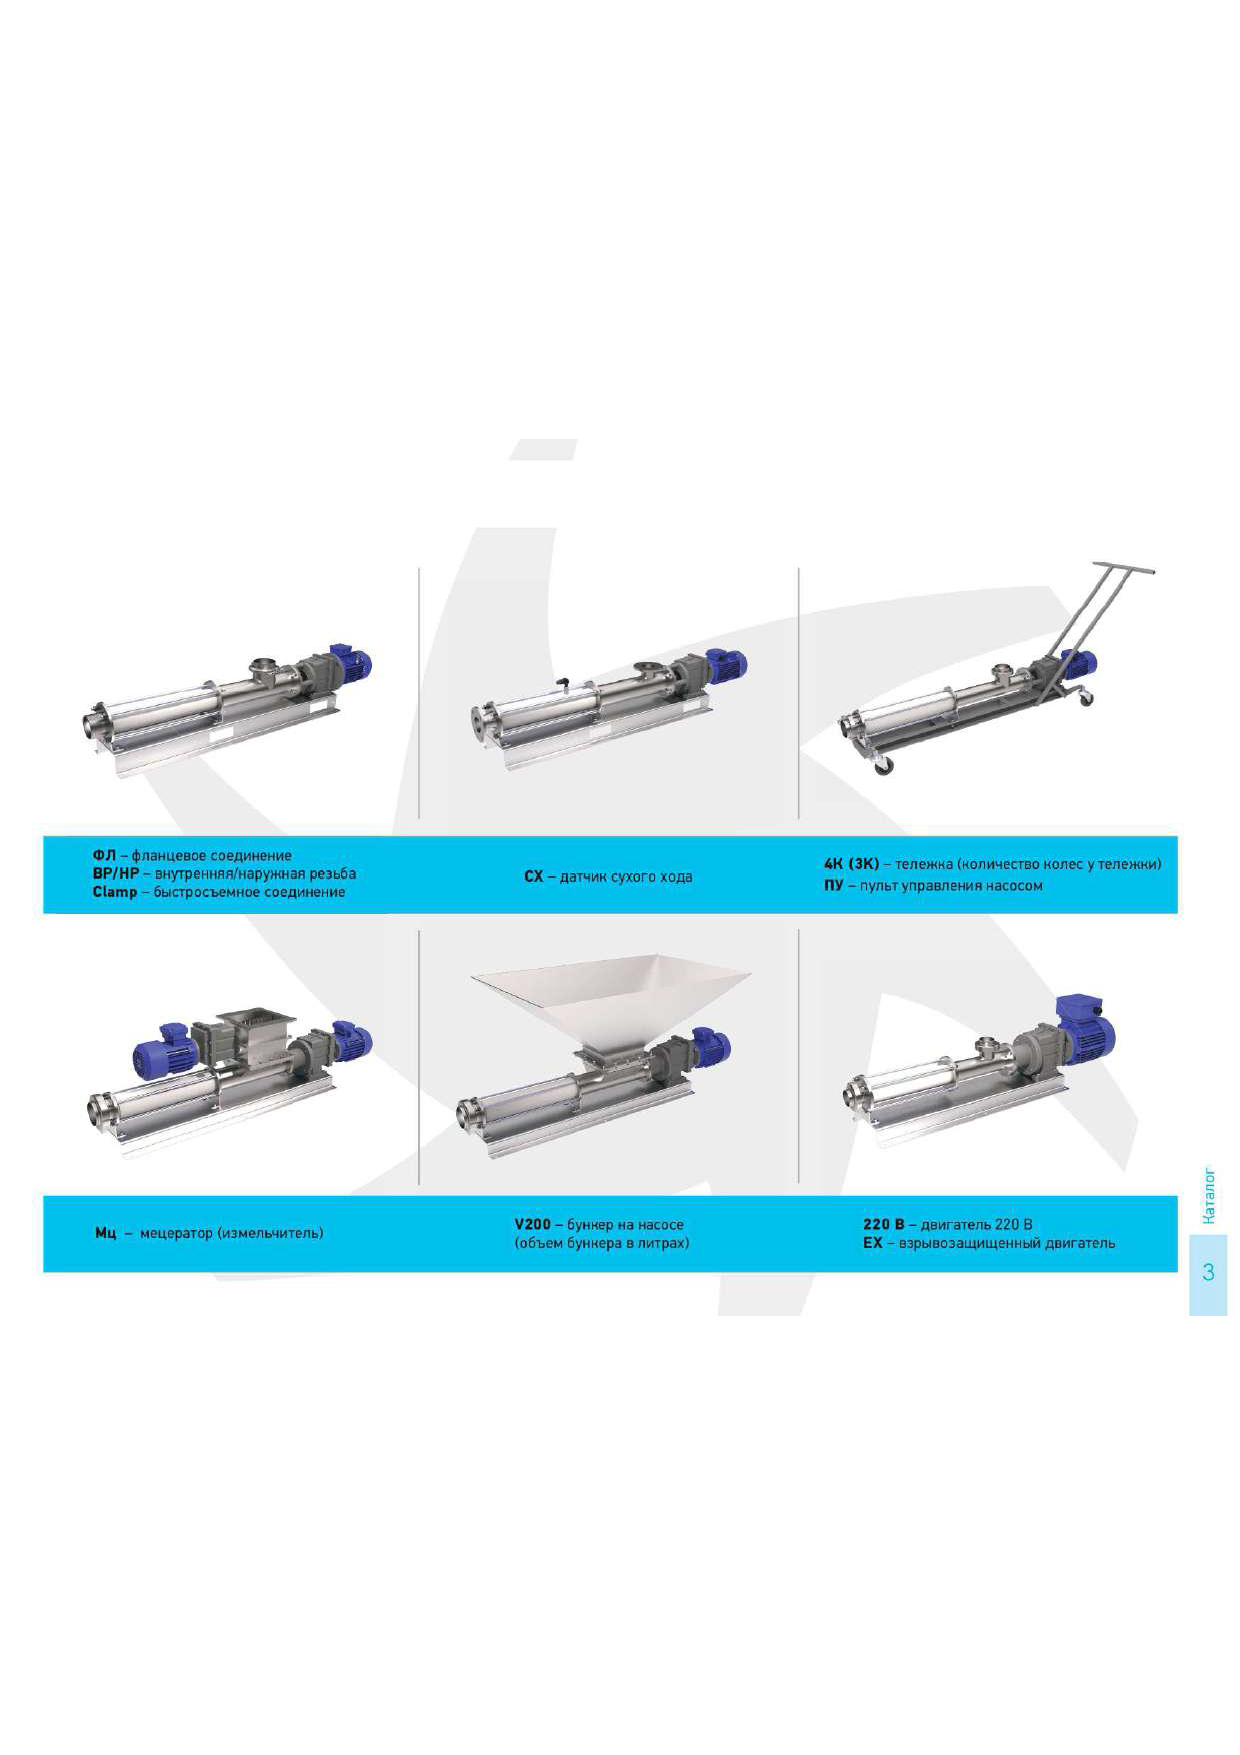 ФЛ – фланцевое соединение
ВР/НР – внутренняя/наружная резьба
Clamp – быстросъемное соединение
СХ – датчик сухого хода
4К (3К) – тележка (количество колес у тележки)
ПУ – пульт управления насосом
Мц – мецератор (измельчитель)
V200 – бункер на насосе
(объем бункера в литрах)
220 В – двигатель 220 В
EX – взрывозащищенный двигатель
Каталог
3